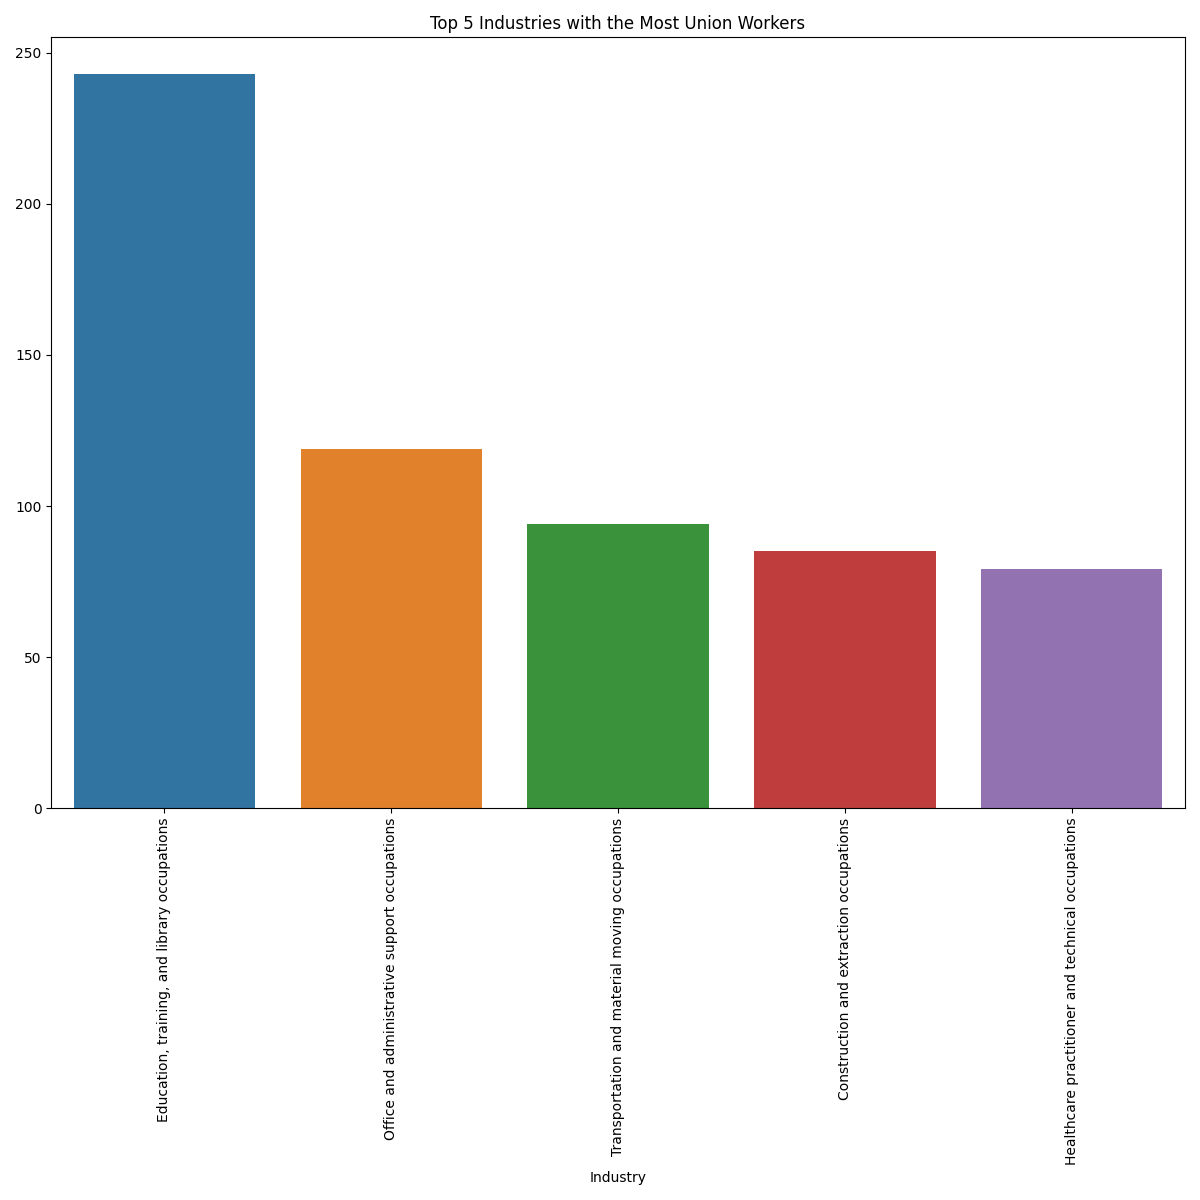 Top 5 Industries with the Most Union Workers
250
200
150
100
50
0
Education, training, and library occupations
Office and administrative support occupations
Transportation and material moving occupations
Construction and extraction occupations
Healthcare practitioner and technical occupations
Industry